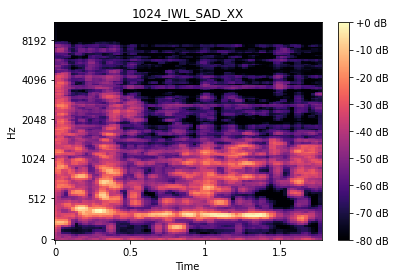 1024_IWL_SAD_XX
Hz
8192
4096
2048
1024
512
0
0
0.5
1
1.5
Time
+0 dB
-10 dB
-20 dB
-30 dB
-40 dB
-50 dB
-60 dB
-70 dB
-80 dB